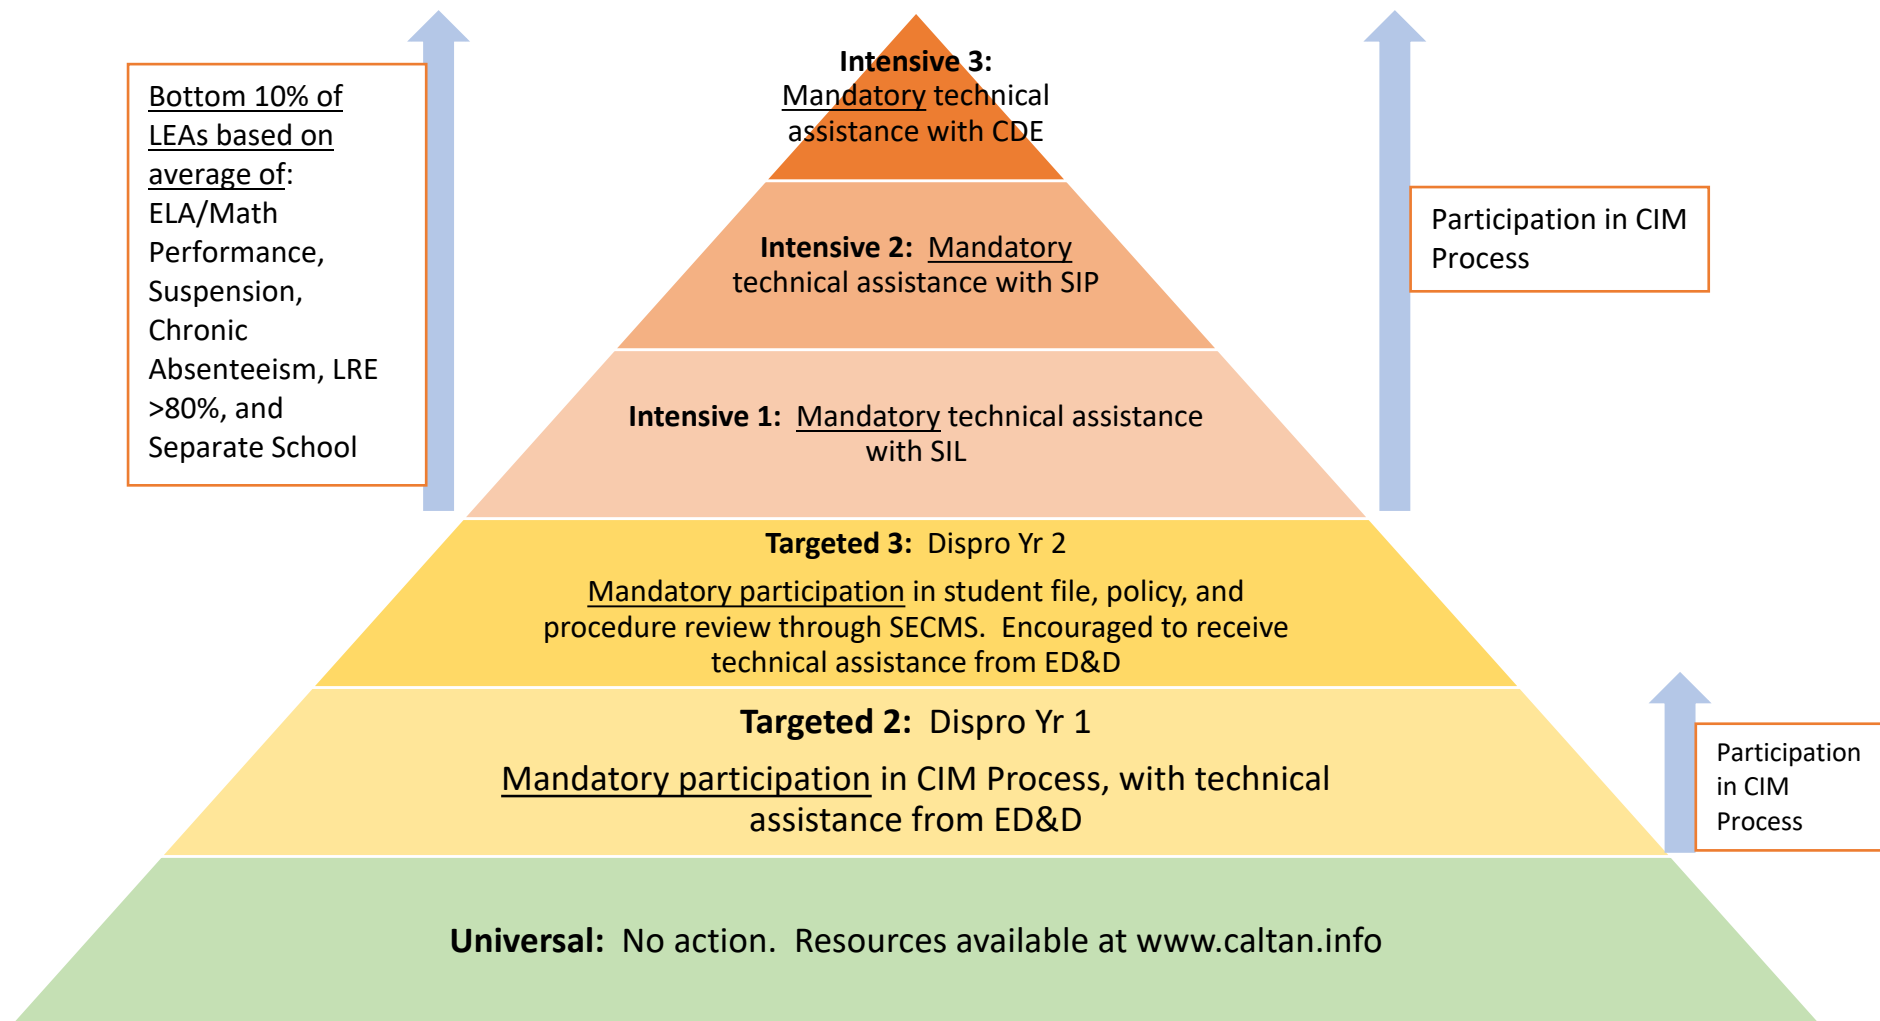 Bottom 10% of
LEAs based on
average of:
ELA/Math
Performance,
Suspension,
Chronic
Absenteeism, LRE
>80%, and
Separate School
Intensive 3:
Mandatory technical
assistance with CDE
Intensive 2: Mandatory
technical assistance with SIP
Participation in CIM
Process
Intensive 1: Mandatory technical assistance
with SIL
Targeted 3: Dispro Yr 2
Mandatory participation in student file, policy, and
procedure review through SECMS. Encouraged to receive
technical assistance from ED&D
Targeted 2: Dispro Yr 1
Mandatory participation in CIM Process, with technical
assistance from ED&D
Participation
in CIM
Process
Universal: No action. Resources available at www.caltan.info